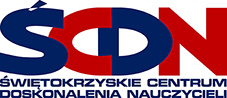 ŚCDN
ŚWIĘTOKRZYSKIE CENTRUM
DOSKONALENIA NAUCZYCIELI